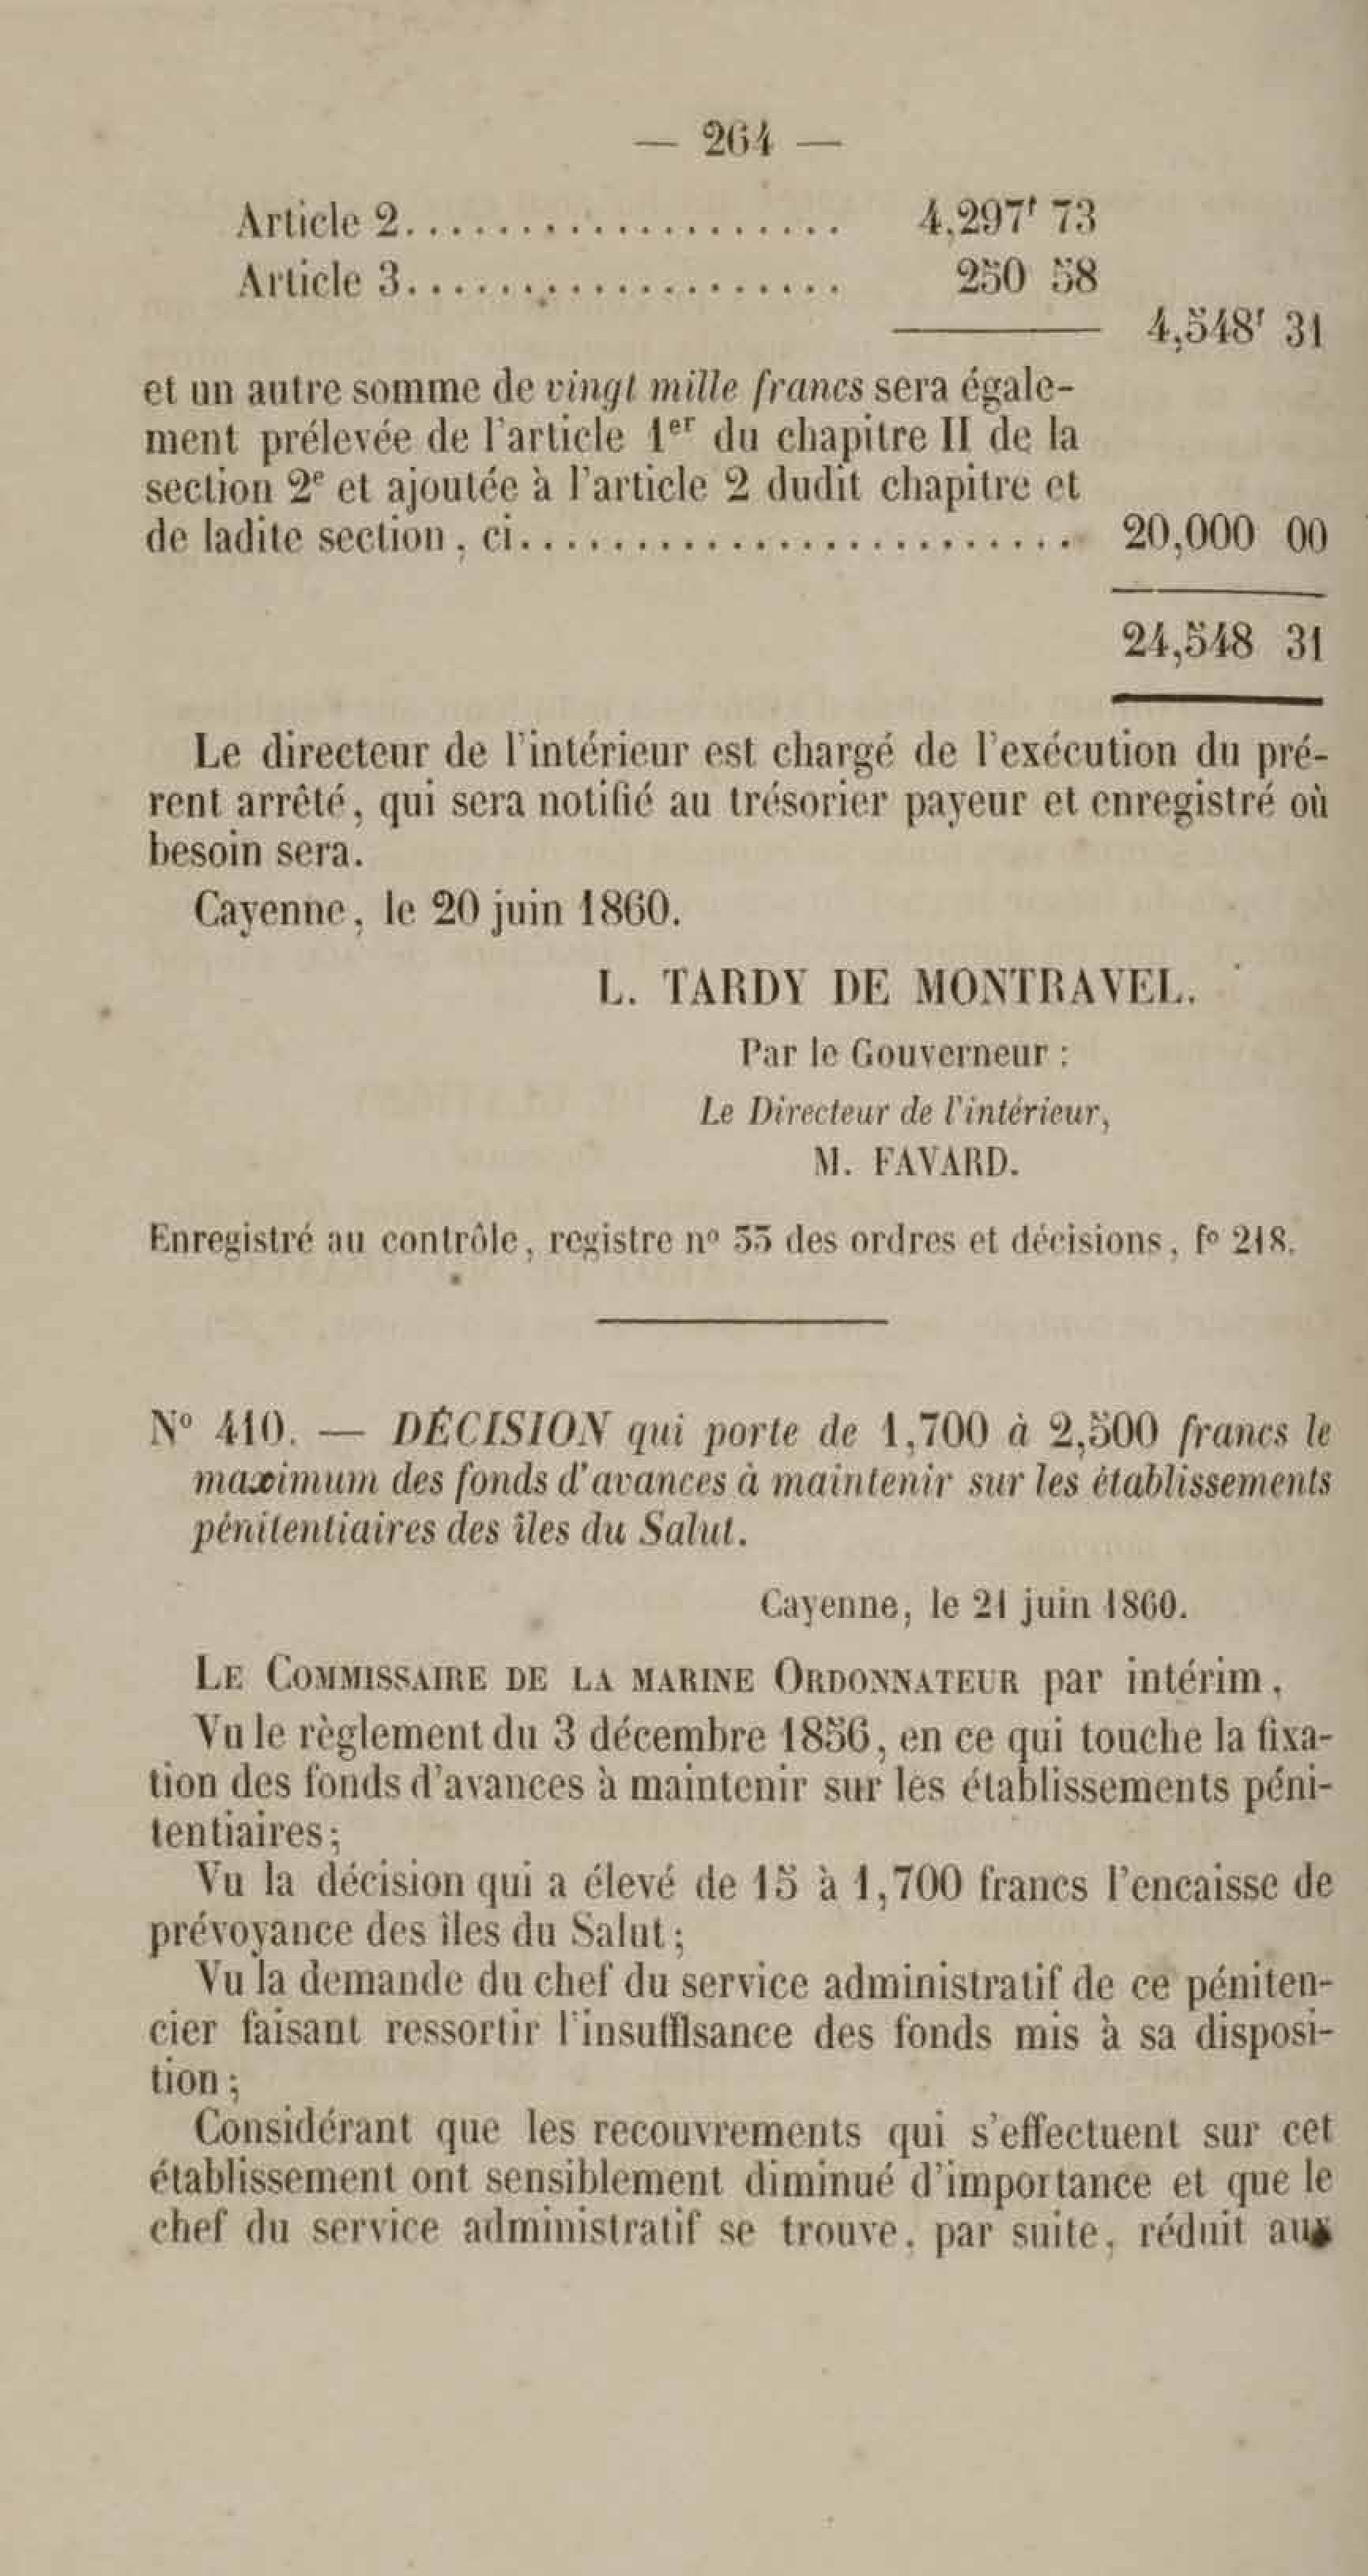 — 264 —
Article 2.................... 4,297f 73
Article 3.................... 250 58
4,548f 31
et un autre somme de vingt mille francs sera égale-
ment prélevée de l'article 1er du chapitre II de la
section 2e et ajoutée à l'article 2 dudit chapitre et
de ladite section, ci........................ 20,000 00
24,548 31
Le directeur de l'intérieur est chargé de l'exécution du pré-
rent arrêté, qui sera notifié au trésorier payeur et enregistré où
besoin sera.
Cayenne, le 20 juin 1860.
L. TARDY DE MONTRAVEL.
Par le Gouverneur :
Le Directeur de l'intérieur,
M. FAVARD.
Enregistré au contrôle, registre no 53 des ordres et décisions, fo 218.
No 410. — DÉCISION qui porte de 1,700 à 2,500 francs le
maximum des fonds d'avances à maintenir sur les établissements
pénitentiaires des îles du Salut.
Cayenne, le 21 juin 1860.
LE COMMISSAIRE DE LA MARINE ORDONNATEUR par intérim,
Vu le règlement du 3 décembre 1856, en ce qui touche la fixa-
tion des fonds d'avances à maintenir sur les établissements péni-
tentiaires;
Vu la décision qui a élevé de 15 à 1,700 francs l'encaisse de
prévoyance des îles du Salut;
Vu la demande du chef du service administratif de ce péniten-
cier faisant ressortir l'insuffisance des fonds mis à sa disposi-
tion;
Considérant que les recouvrements qui s'effectuent sur cet
établissement ont sensiblement diminué d'importance et que le
chef du service administratif se trouve, par suite, réduit aux